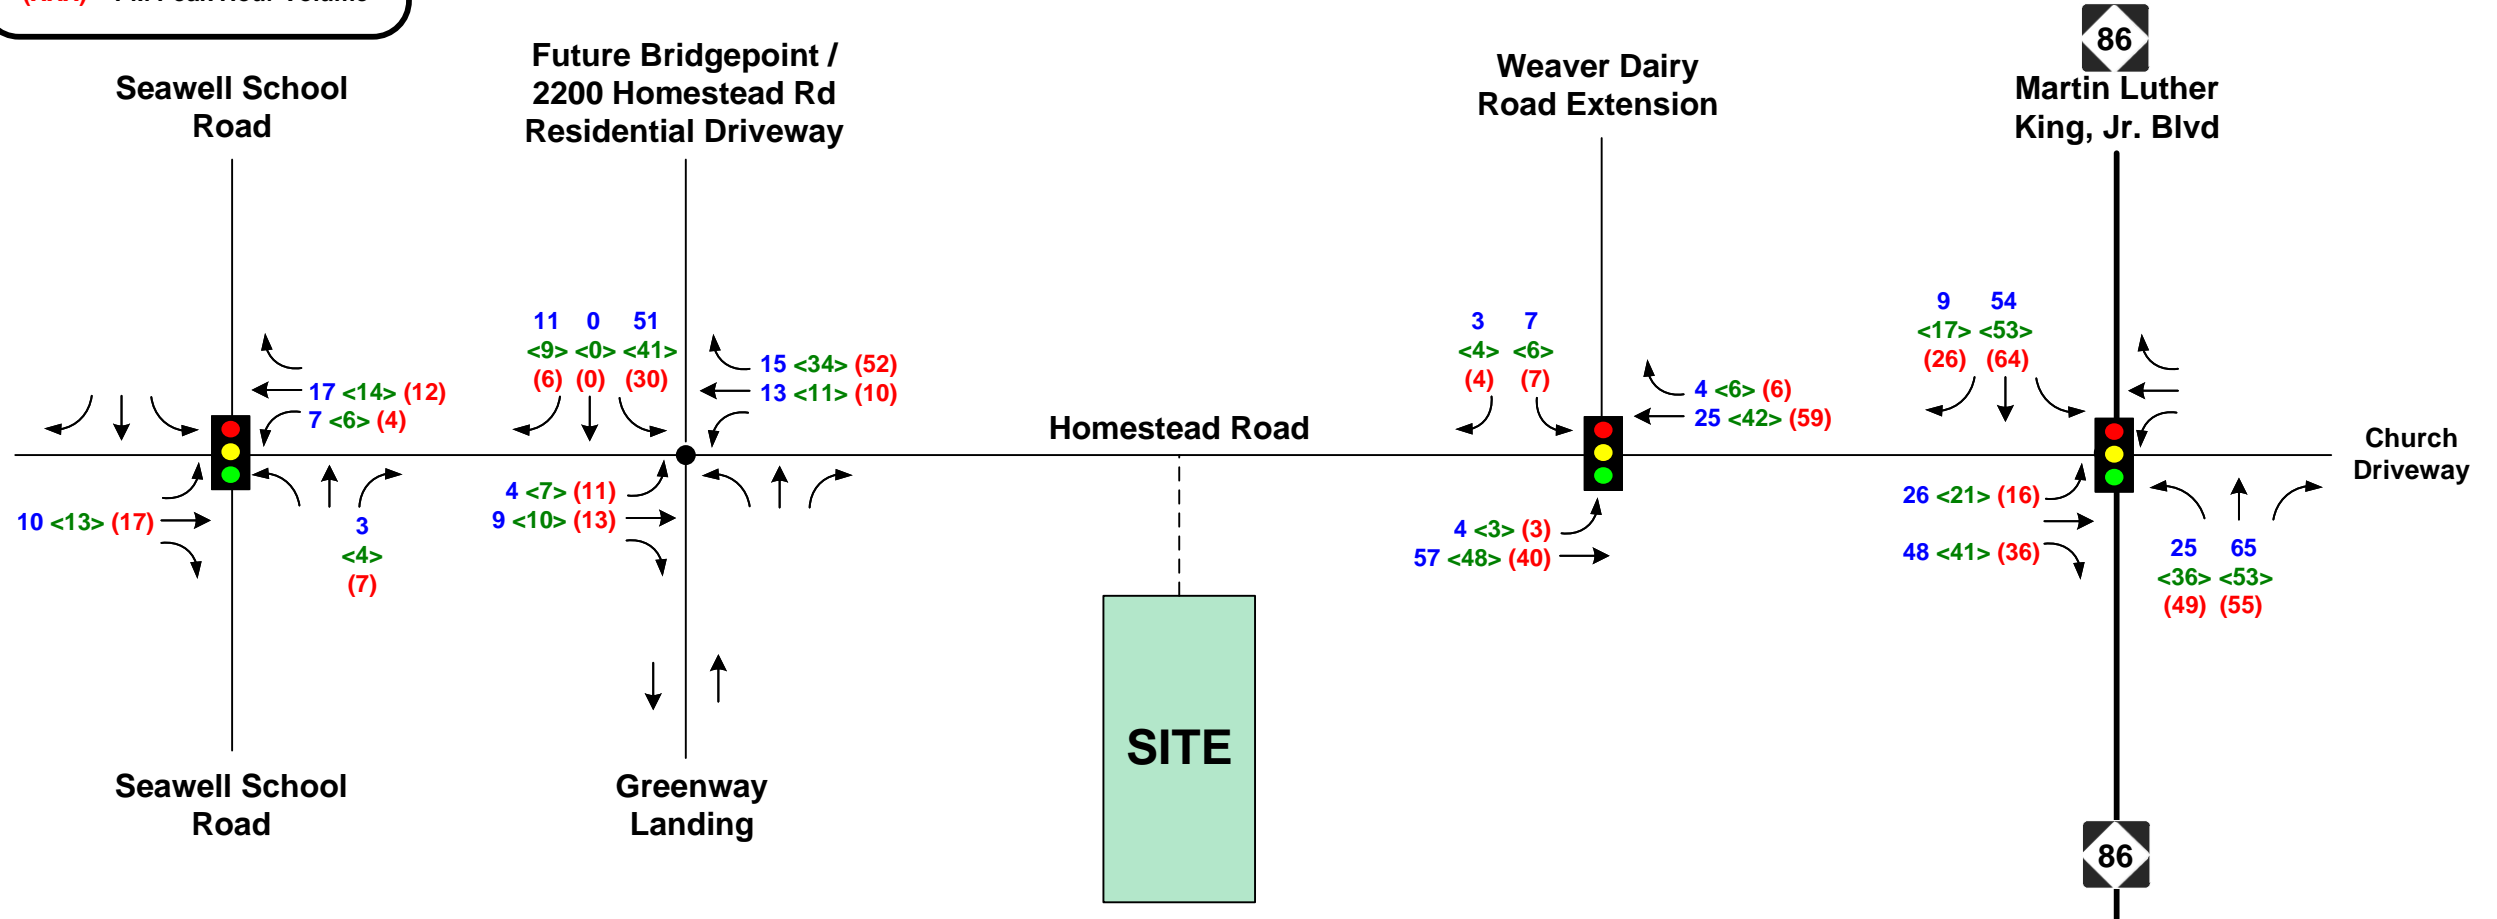 86
Future Bridgepoint /
2200 Homestead Rd
Residential Driveway
Seawell School
Road
Weaver Dairy
Road Extension
Martin Luther
King, Jr. Blvd
17 <14> (12)
7 <6> (4)
10 <13> (17)
3
<4>
(7)
11 0 51
<9> <0> <41>
(6) (0) (30)
15 <34> (52)
13 <11> (10)
4 <7> (11)
9 <10> (13)
Homestead Road
3 7
<4> <6>
(4) (7)
4 <6> (6)
25 <42> (59)
4 <3> (3)
57 <48> (40)
9 54
<17> <53>
(26) (64)
26 <21> (16)
48 <41> (36)
25 65
<36> <53>
(49) (55)
Church
Driveway
SITE
Seawell School
Road
Greenway
Landing
86